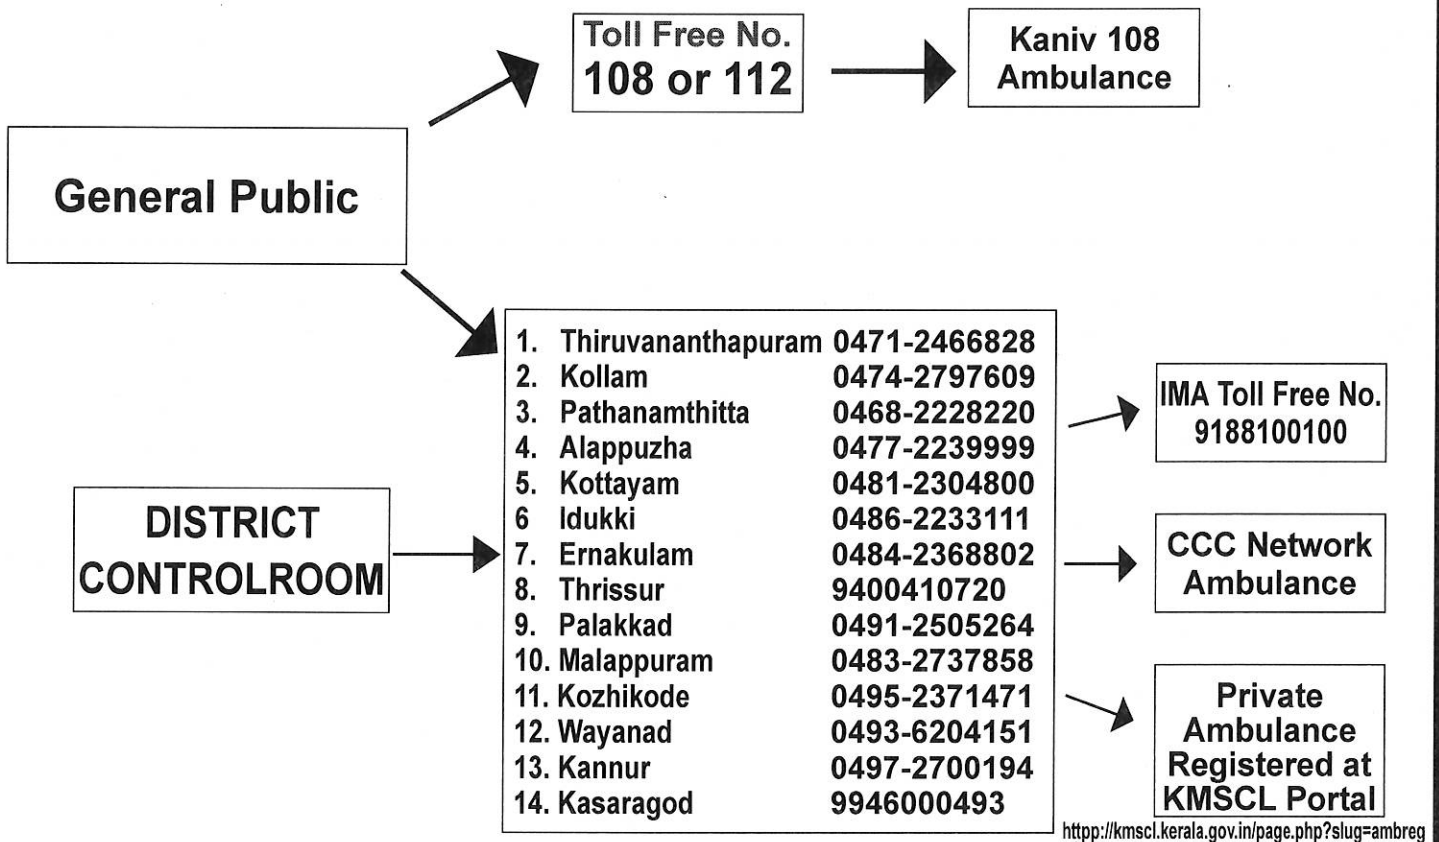 Toll Free No.
108 or 112
Kaniv 108
Ambulance
General Public
DISTRICT
CONTROLROOM
1. Thiruvananthapuram 0471-2466828
2. Kollam 0474-2797609
3. Pathanamthitta 0468-2228220
4. Alappuzha 0477-2239999
5. Kottayam 0481-2304800
6 Idukki 0486-2233111
7. Ernakulam 0484-2368802
8. Thrissur 9400410720
9. Palakkad 0491-2505264
10. Malappuram 0483-2737858
11. Kozhikode 0495-2371471
12. Wayanad 0493-6204151
13. Kannur 0497-2700194
14. Kasaragod 9946000493
IMA Toll Free No.
9188100100
CCC Network
Ambulance
Private
Ambulance
Registered at
KMSCL Portal
httpp://kmscl.kerala.gov.in/page.php?slug=ambreg